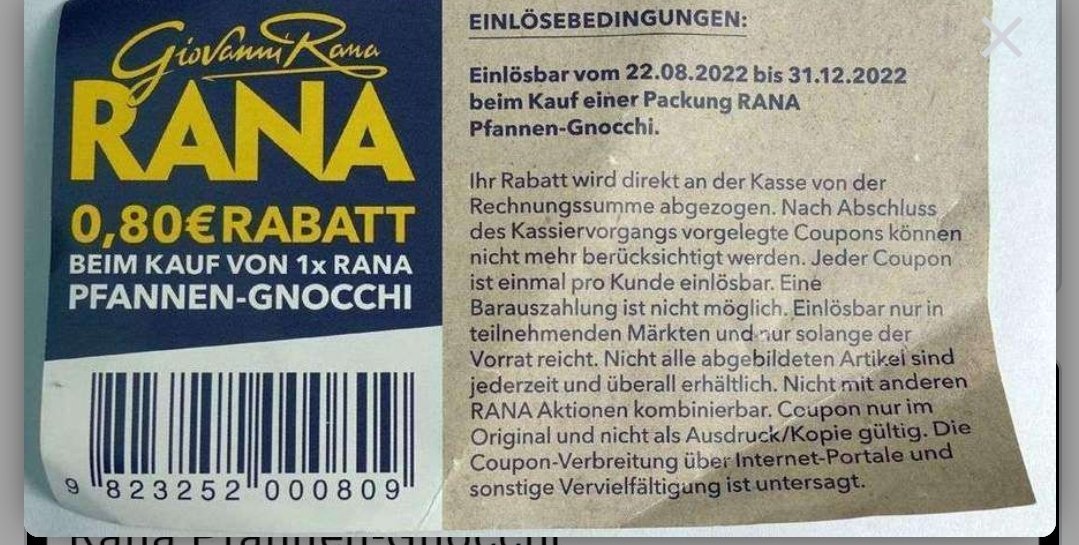 Giovanni Rana
RANA
0,80€ RABATT
BEIM KAUF VON 1x RANA
PFANNEN-GNOCCHI
9 823252 000809
EINLÖSEBEDINGUNGEN:
Einlösbar vom 22.08.2022 bis 31.12.2022
beim Kauf einer Packung RANA
Pfannen-Gnocchi.
Ihr Rabatt wird direkt an der Kasse von der
Rechnungssumme abgezogen. Nach Abschluss
des Kassiervorgangs vorgelegte Coupons können
nicht mehr berücksichtigt werden. Jeder Coupon
ist einmal pro Kunde einlösbar. Eine
Barauszahlung ist nicht möglich. Einlösbar nur in
teilnehmenden Märkten und nur solange der
Vorrat reicht. Nicht alle abgebildeten Artikel sind
jederzeit und überall erhältlich. Nicht mit anderen
RANA Aktionen kombinierbar. Coupon nur im
Original und nicht als Ausdruck/Kopie gültig. Die
Coupon-Verbreitung über Internet-Portale und
sonstige Vervielfältigung ist untersagt.
Rana Pfannen-Gnocchi